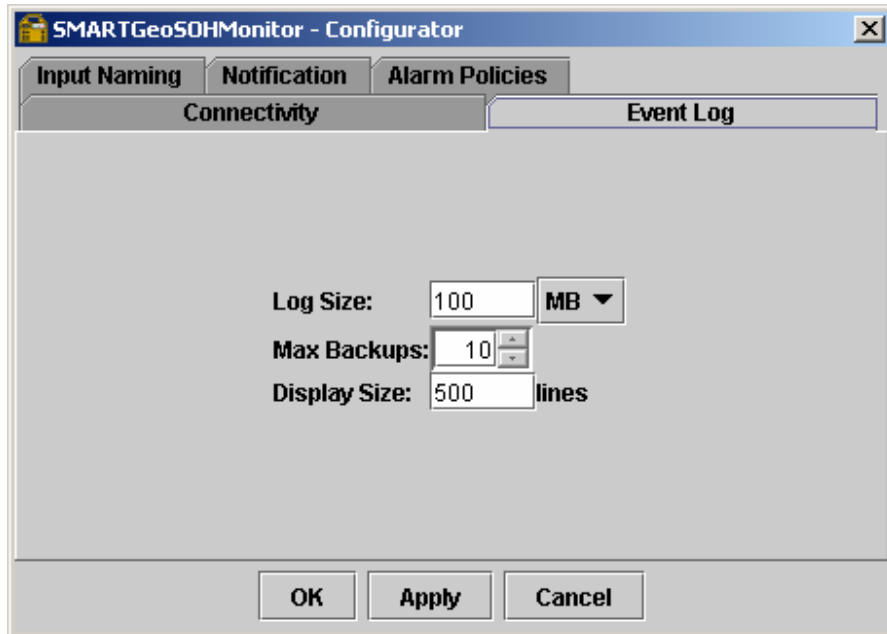 SMARTGeoSOHMonitor - Configurator
Input Naming Notification Alarm Policies
Connectivity Event Log
Log Size: 100 MB
Max Backups: 10
Display Size: 500 lines
OK Apply Cancel